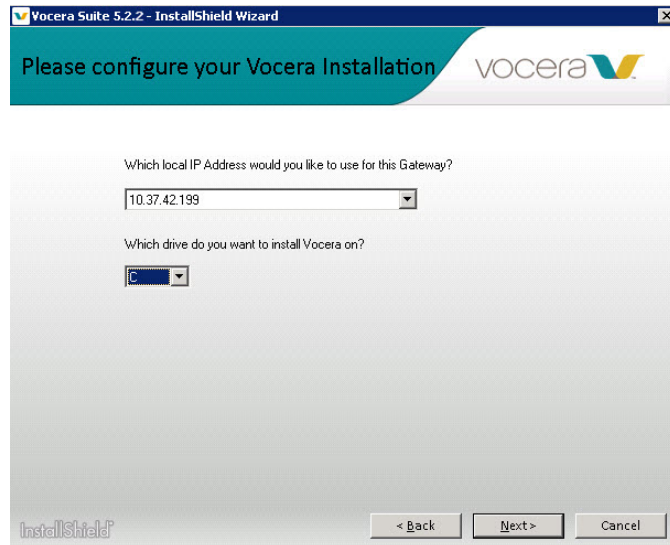 Vocera Suite 5.2.2 - InstallShield Wizard
Please configure your Vocera Installation
vocera
Which local IP Address would you like to use for this Gateway?
10.37.42.199
Which drive do you want to install Vocera on?
C
InstallShield
< Back
Next >
Cancel